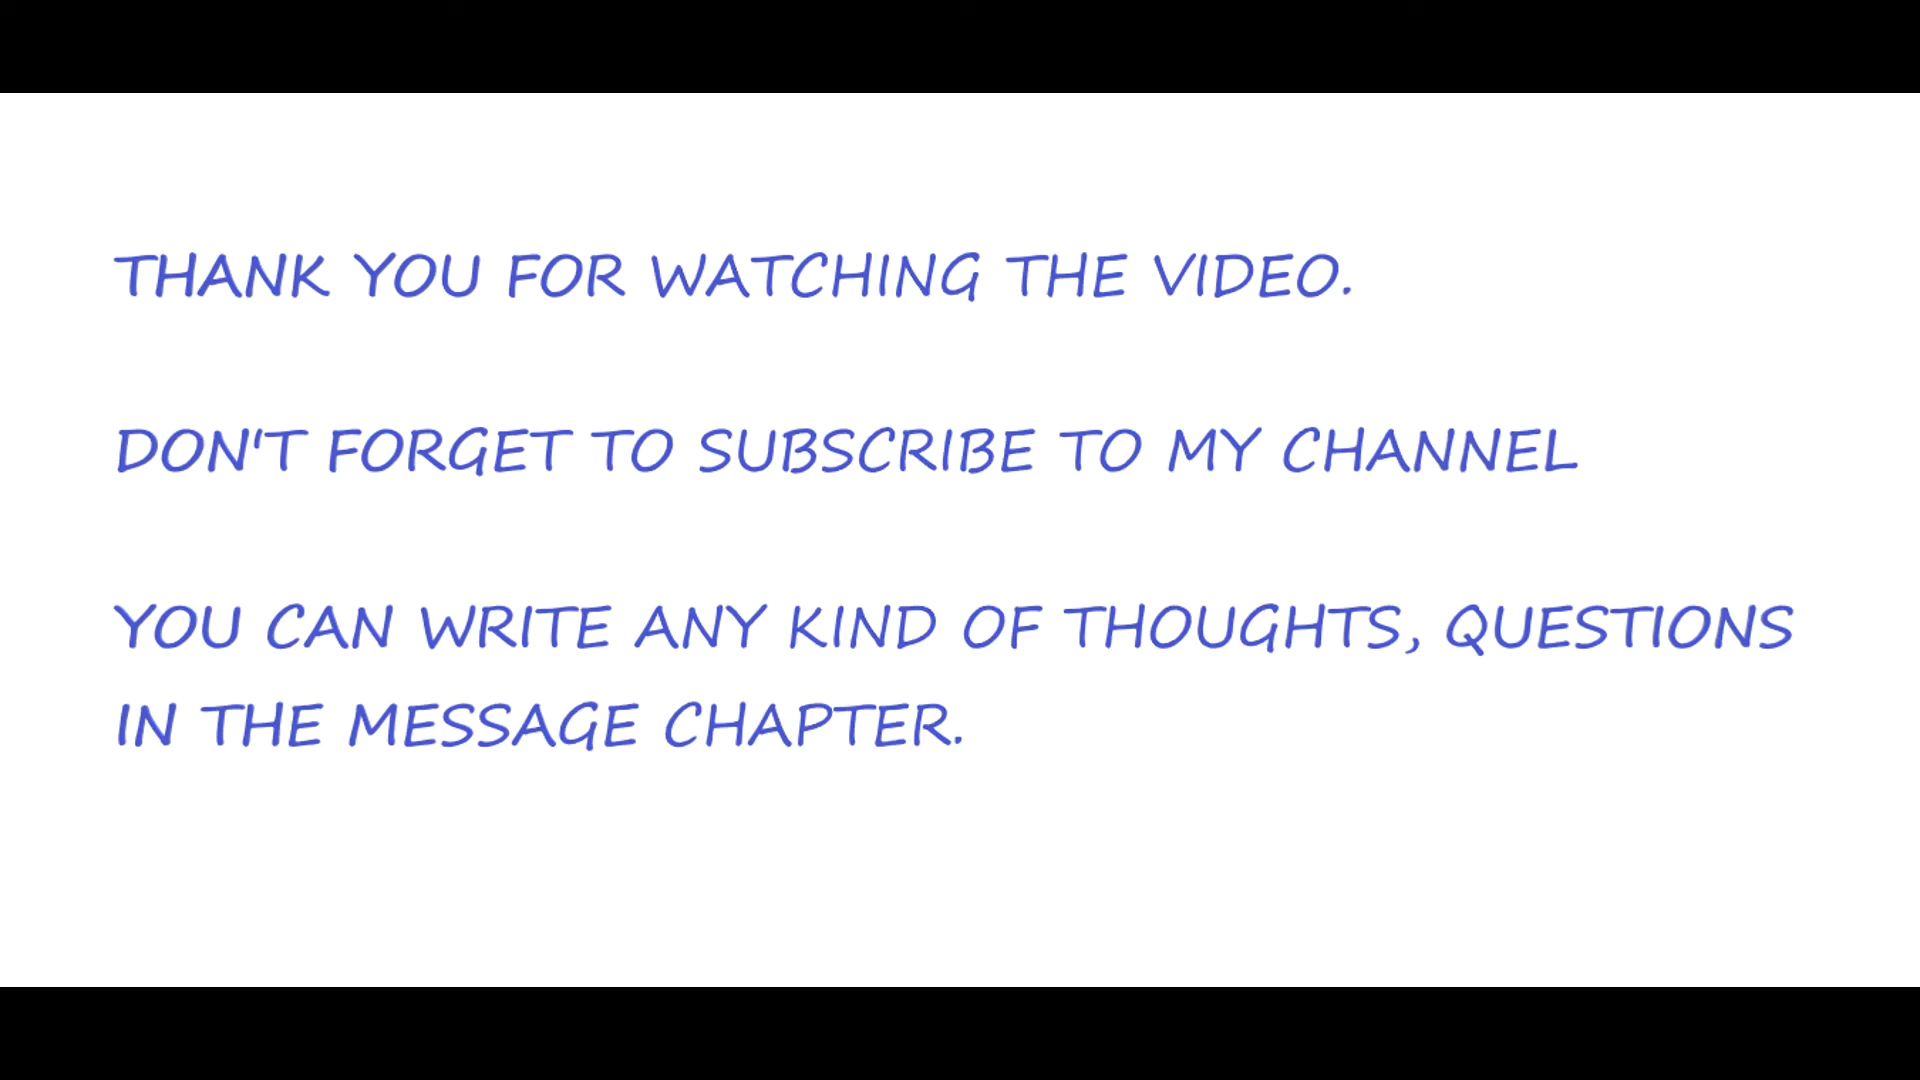 THANK YOU FOR WATCHING THE VIDEO.
DON'T FORGET TO SUBSCRIBE TO MY CHANNEL
YOU CAN WRITE ANY KIND OF THOUGHTS, QUESTIONS
IN THE MESSAGE CHAPTER.